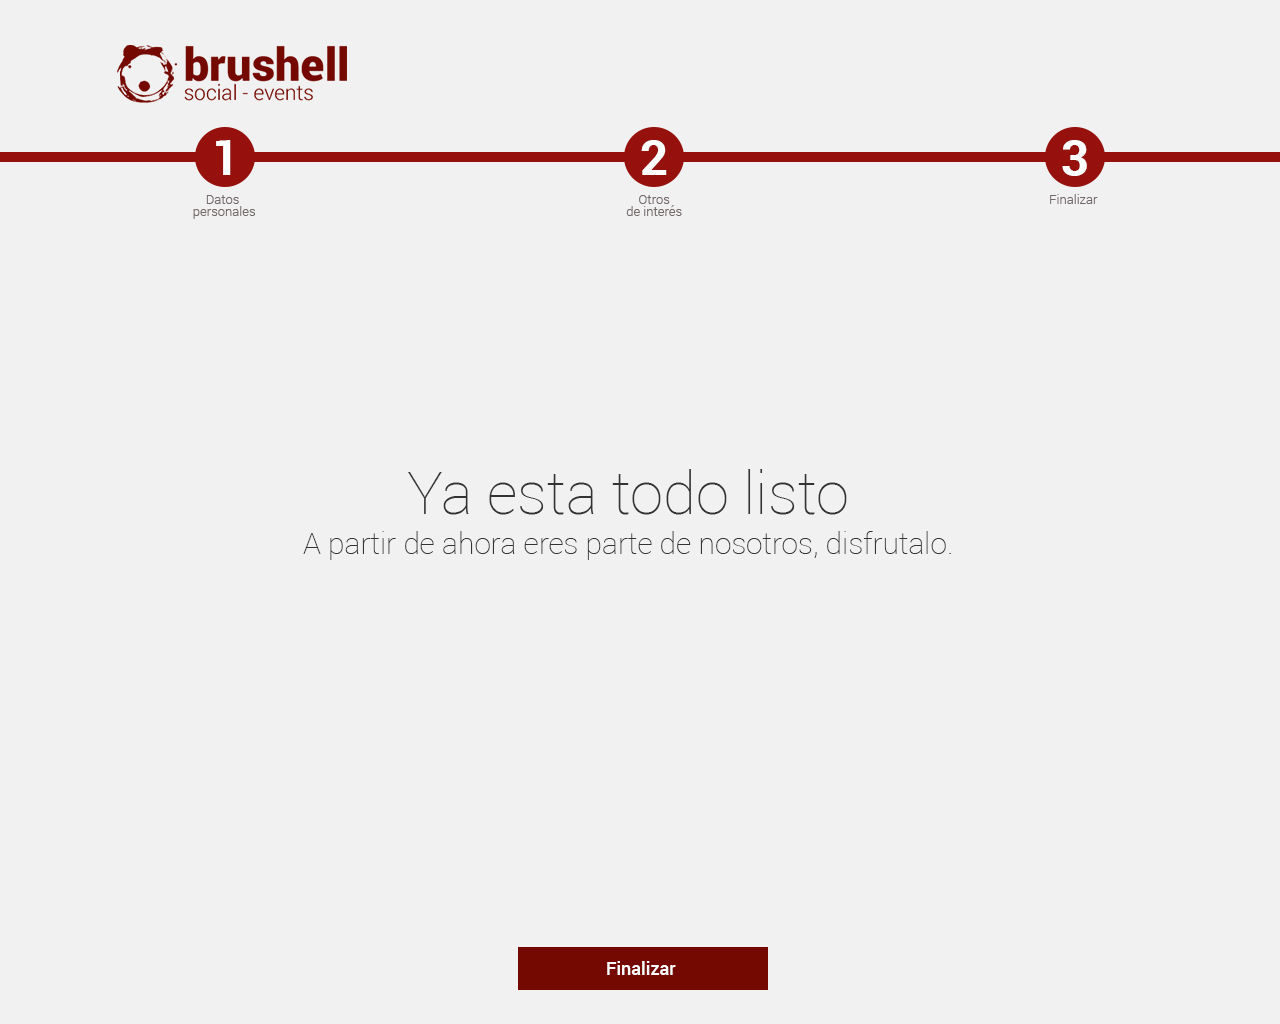 brushell
social - events
1
2
3
Datos
personales
Otros
de interés
Finalizar
Ya esta todo listo
A partir de ahora eres parte de nosotros, disfrutalo.
Finalizar